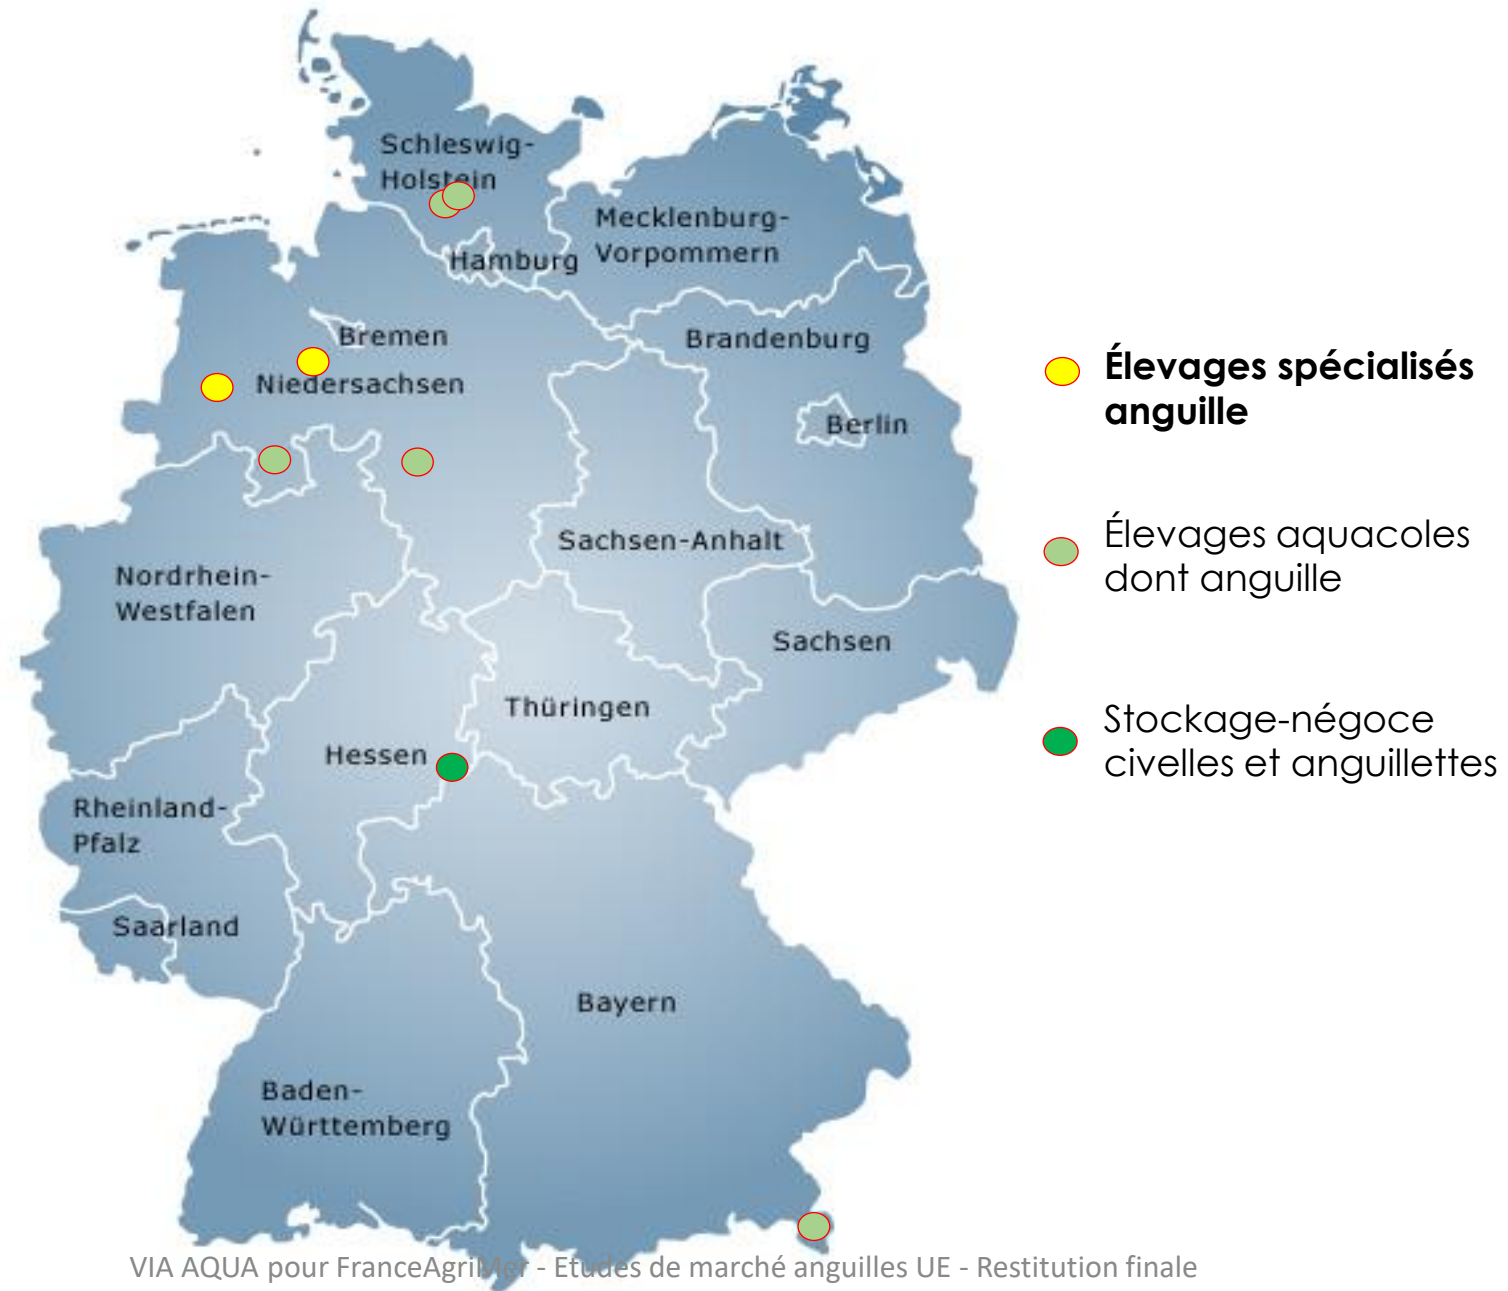 Schleswig-
Holstein
Mecklenburg-
Vorpommern
Hamburg
Bremen
Brandenburg
Niedersachsen
Berlin
Sachsen-Anhalt
Nordrhein-
Westfalen
Sachsen
Thüringen
Hessen
Rheinland-
Pfalz
Saarland
Bayern
Baden-
Württemberg
Élevages spécialisés
anguille
Élevages aquacoles
dont anguille
Stockage-négoce
civelles et anguillettes
VIA AQUA pour FranceAgriMer - Etudes de marché anguilles UE - Restitution finale